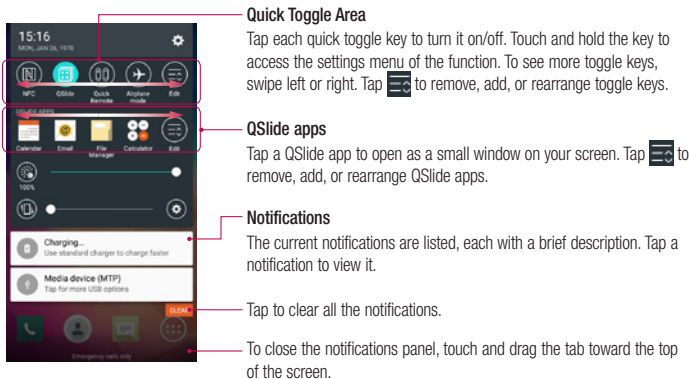 15:16
MON, JAN 26, 1970
NFC QSlide Quick Remote Airplane mode Edit
QSLIDE APPS
Calendar Email File Manager Calculator Edit
100%
Charging...
Use standard charger to charge faster
Media device (MTP)
Tap for more USB options
CLEAR
Emergency calls only
Quick Toggle Area
Tap each quick toggle key to turn it on/off. Touch and hold the key to
access the settings menu of the function. To see more toggle keys,
swipe left or right. Tap to remove, add, or rearrange toggle keys.
QSlide apps
Tap a QSlide app to open as a small window on your screen. Tap to
remove, add, or rearrange QSlide apps.
Notifications
The current notifications are listed, each with a brief description. Tap a
notification to view it.
Tap to clear all the notifications.
To close the notifications panel, touch and drag the tab toward the top
of the screen.